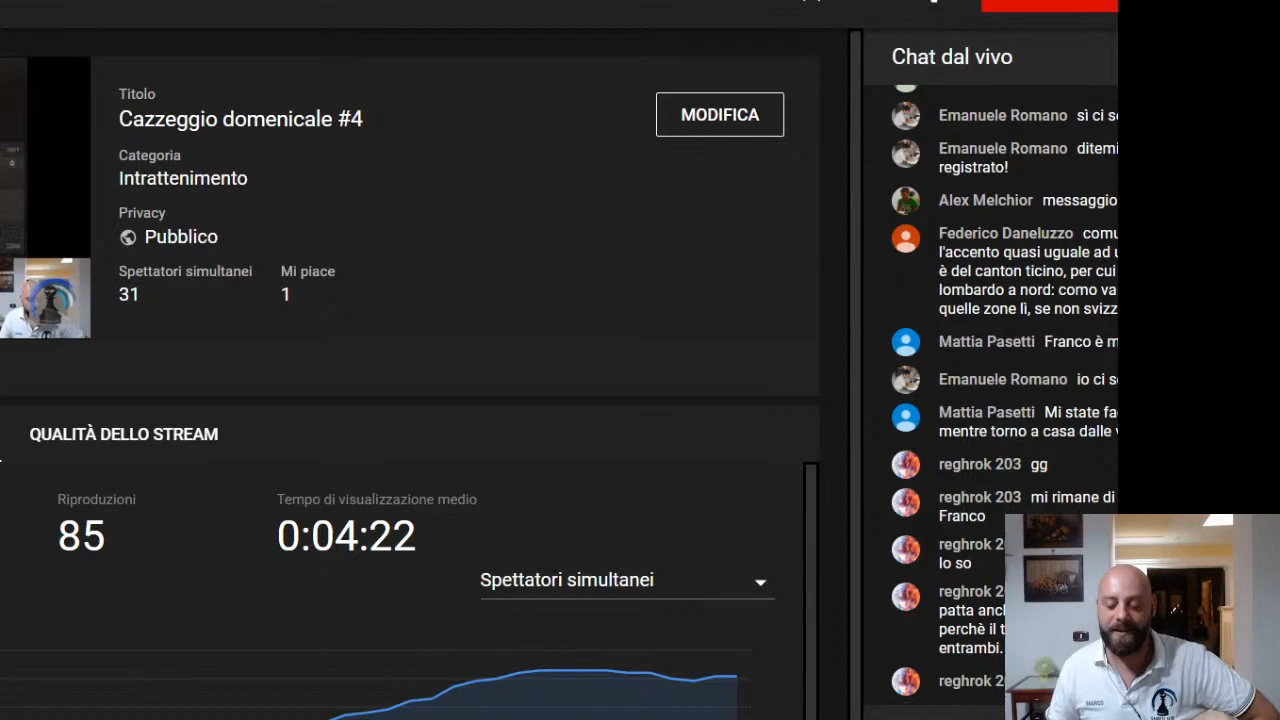 Titolo
Cazzeggio domenicale #4
MODIFICA
Categoria
Intrattenimento
Privacy
Pubblico
Spettatori simultanei
Mi piace
31
1
QUALITÀ DELLO STREAM
Riproduzioni
Tempo di visualizzazione medio
85
0:04:22
Spettatori simultanei
Chat dal vivo
Emanuele Romano sì ci
Emanuele Romano ditemi
registrato!
Alex Melchior messaggio
Federico Daneluzzo
l'accento quasi uguale ad
è del canton ticino, per cui
lombardo a nord: como va
quelle zone lì, se non
Mattia Pasetti Franco è
Emanuele Romano io ci
Mattia Pasetti Mi state
mentre torno a casa dalle
reghrok 203 gg
reghrok 203 mi rimane di
Franco
reghrok
lo so
reghrok
patta
perchè il
entrambi.
reghrok
MARCO